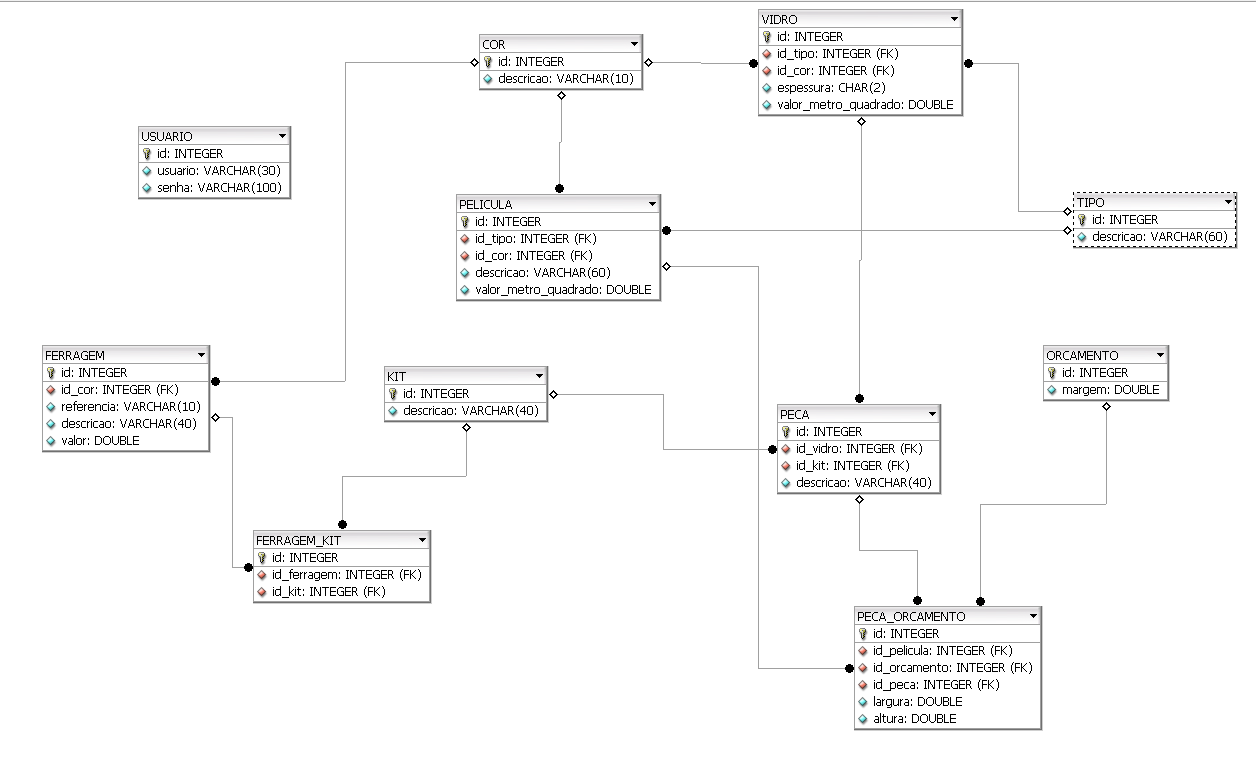 VIDRO
id: INTEGER
id_tipo: INTEGER (FK)
id_cor: INTEGER (FK)
espessura: CHAR(2)
valor_metro_quadrado: DOUBLE
COR
id: INTEGER
descricao: VARCHAR(10)
USUARIO
id: INTEGER
usuario: VARCHAR(30)
senha: VARCHAR(100)
PELICULA
id: INTEGER
id_tipo: INTEGER (FK)
id_cor: INTEGER (FK)
descricao: VARCHAR(60)
valor_metro_quadrado: DOUBLE
TIPO
id: INTEGER
descricao: VARCHAR(60)
FERRAGEM
id: INTEGER
id_cor: INTEGER (FK)
referencia: VARCHAR(10)
descricao: VARCHAR(40)
valor: DOUBLE
KIT
id: INTEGER
descricao: VARCHAR(40)
ORCAMENTO
id: INTEGER
margem: DOUBLE
PECA
id: INTEGER
id_vidro: INTEGER (FK)
id_kit: INTEGER (FK)
descricao: VARCHAR(40)
FERRAGEM_KIT
id: INTEGER
id_ferragem: INTEGER (FK)
id_kit: INTEGER (FK)
PECA_ORCAMENTO
id: INTEGER
id_pelicula: INTEGER (FK)
id_orcamento: INTEGER (FK)
id_peca: INTEGER (FK)
largura: DOUBLE
altura: DOUBLE